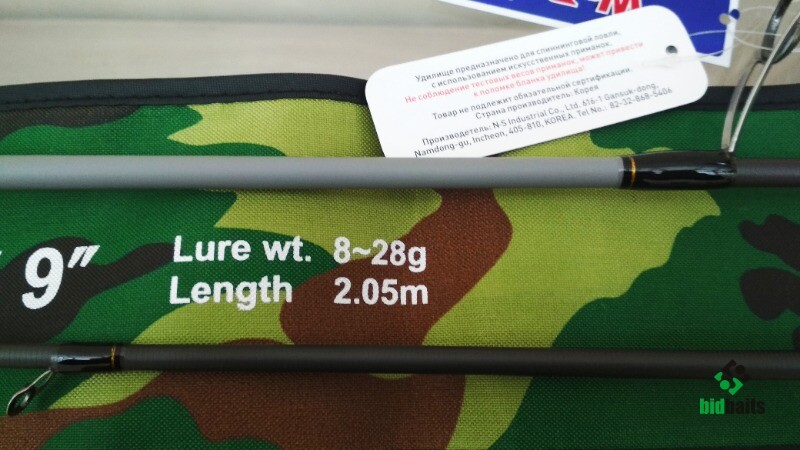 Удилище предназначено для спиннинговой ловли,
с использованием искусственных приманок.
Не соблюдение тестовых весов приманок, может привести
к поломке бланка удилища!
Товар не подлежит обязательной сертификации.
Страна производитель: Корея
Производитель: N·S Industrial Co., Ltd. 616-1 Gansuk-dong,
Namdong-gu, Incheon, 405-810, KOREA. Tel No.: 82-32-868-5406
9″ Lure wt. 8~28g
Length 2.05m
bidbaits